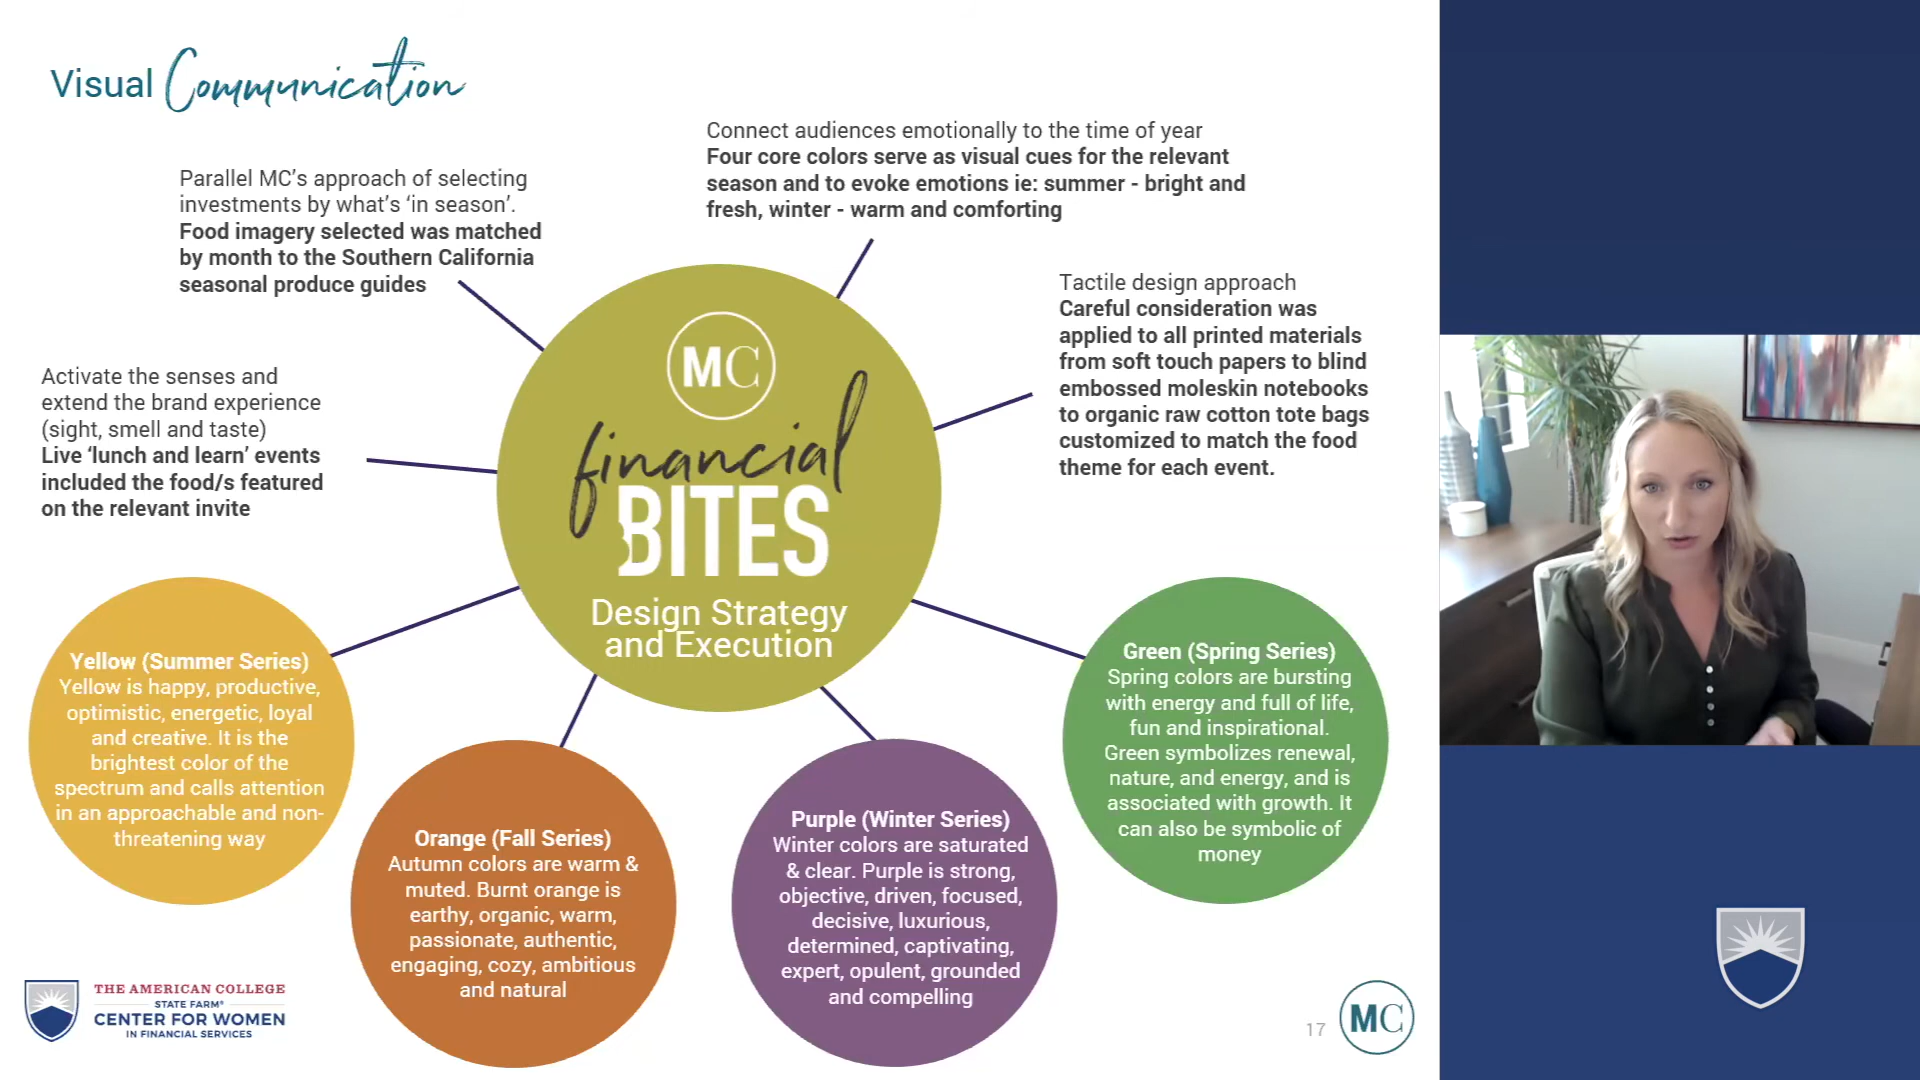 Visual Communication
Connect audiences emotionally to the time of year
Four core colors serve as visual cues for the relevant
season and to evoke emotions ie: summer - bright and
fresh, winter - warm and comforting
Parallel MC’s approach of selecting
investments by what’s ‘in season’.
Food imagery selected was matched
by month to the Southern California
seasonal produce guides
Tactile design approach
Careful consideration was
applied to all printed materials
from soft touch papers to blind
embossed moleskin notebooks
to organic raw cotton tote bags
customized to match the food
theme for each event.
Activate the senses and
extend the brand experience
(sight, smell and taste)
Live ‘lunch and learn’ events
included the food/s featured
on the relevant invite
MC
financial
BITES
Design Strategy
and Execution
Yellow (Summer Series)
Yellow is happy, productive,
optimistic, energetic, loyal
and creative. It is the
brightest color of the
spectrum and calls attention
in an approachable and non-
threatening way
Orange (Fall Series)
Autumn colors are warm &
muted. Burnt orange is
earthy, organic, warm,
passionate, authentic,
engaging, cozy, ambitious
and natural
Purple (Winter Series)
Winter colors are saturated
& clear. Purple is strong,
objective, driven, focused,
decisive, luxurious,
determined, captivating,
expert, opulent, grounded
and compelling
Green (Spring Series)
Spring colors are bursting
with energy and full of life,
fun and inspirational.
Green symbolizes renewal,
nature, and energy, and is
associated with growth. It
can also be symbolic of
money
THE AMERICAN COLLEGE
STATE FARM®
CENTER FOR WOMEN
IN FINANCIAL SERVICES
17
MC